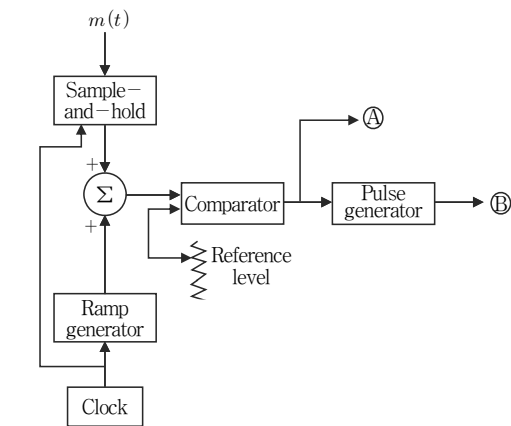 m(t)
Sample−
and−hold
+
Σ
+
Comparator
Ⓐ
Pulse
generator
Ⓑ
Reference
level
Ramp
generator
Clock